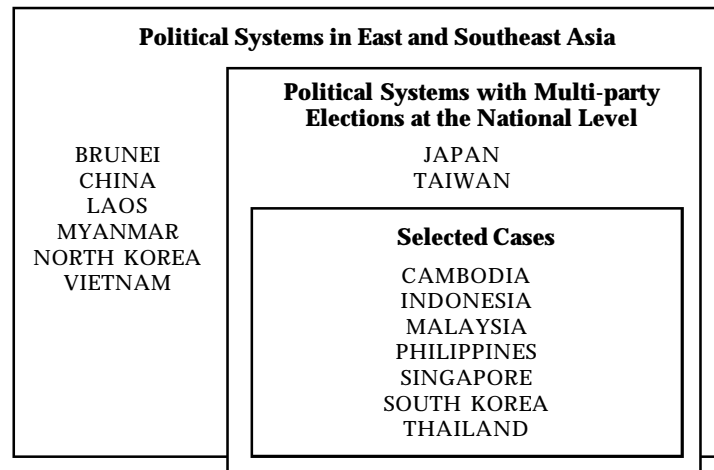 Political Systems in East and Southeast Asia
Political Systems with Multi-party
Elections at the National Level
BRUNEI
CHINA
LAOS
MYANMAR
NORTH KOREA
VIETNAM
JAPAN
TAIWAN
Selected Cases
CAMBODIA
INDONESIA
MALAYSIA
PHILIPPINES
SINGAPORE
SOUTH KOREA
THAILAND